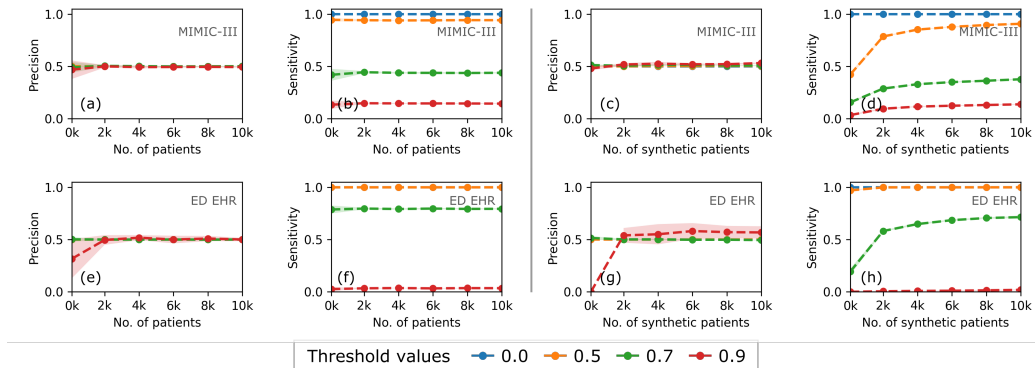 1.0
0.5
0.0
Precision
MIMIC-III
(a)
0k 2k 4k 6k 8k 10k
No. of patients
1.0
0.5
0.0
Sensitivity
MIMIC-III
(b)
0k 2k 4k 6k 8k 10k
No. of patients
1.0
0.5
0.0
Precision
MIMIC-III
(c)
0k 2k 4k 6k 8k 10k
No. of synthetic patients
1.0
0.5
0.0
Sensitivity
MIMIC-III
(d)
0k 2k 4k 6k 8k 10k
No. of synthetic patients
1.0
0.5
0.0
Precision
ED EHR
(e)
0k 2k 4k 6k 8k 10k
No. of patients
1.0
0.5
0.0
Sensitivity
ED EHR
(f)
0k 2k 4k 6k 8k 10k
No. of patients
1.0
0.5
0.0
Precision
ED EHR
(g)
0k 2k 4k 6k 8k 10k
No. of synthetic patients
1.0
0.5
0.0
Sensitivity
ED EHR
(h)
0k 2k 4k 6k 8k 10k
No. of synthetic patients
Threshold values 0.0 0.5 0.7 0.9